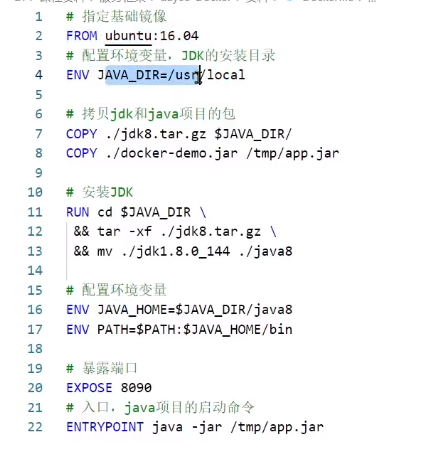 1 # 指定基础镜像
2 FROM ubuntu:16.04
3 # 配置环境变量，JDK的安装目录
4 ENV JAVA_DIR=/usr/local
5
6 # 拷贝jdk和java项目的包
7 COPY ./jdk8.tar.gz $JAVA_DIR/
8 COPY ./docker-demo.jar /tmp/app.jar
9
10 # 安装JDK
11 RUN cd $JAVA_DIR \
12 && tar -xf ./jdk8.tar.gz \
13 && mv ./jdk1.8.0_144 ./java8
14
15 # 配置环境变量
16 ENV JAVA_HOME=$JAVA_DIR/java8
17 ENV PATH=$PATH:$JAVA_HOME/bin
18
19 # 暴露端口
20 EXPOSE 8090
21 # 入口，java项目的启动命令
22 ENTRYPOINT java -jar /tmp/app.jar